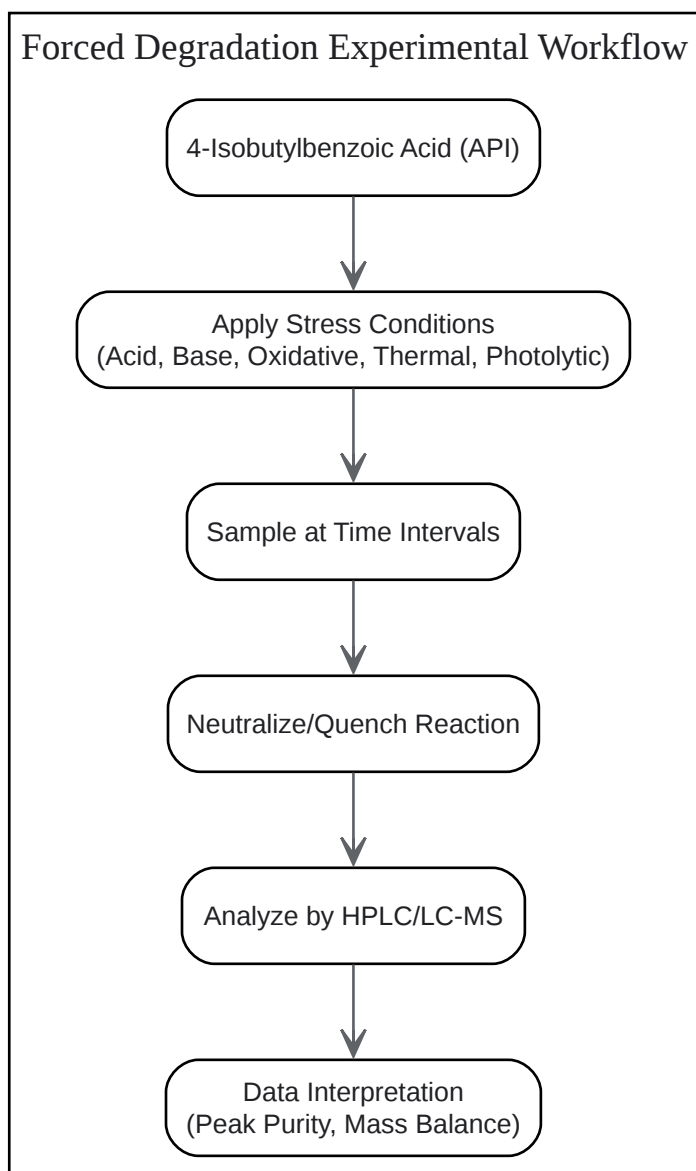 Forced Degradation Experimental Workflow
4-Isobutylbenzoic Acid (API)
Apply Stress Conditions
(Acid, Base, Oxidative, Thermal, Photolytic)
Sample at Time Intervals
Neutralize/Quench Reaction
Analyze by HPLC/LC-MS
Data Interpretation
(Peak Purity, Mass Balance)